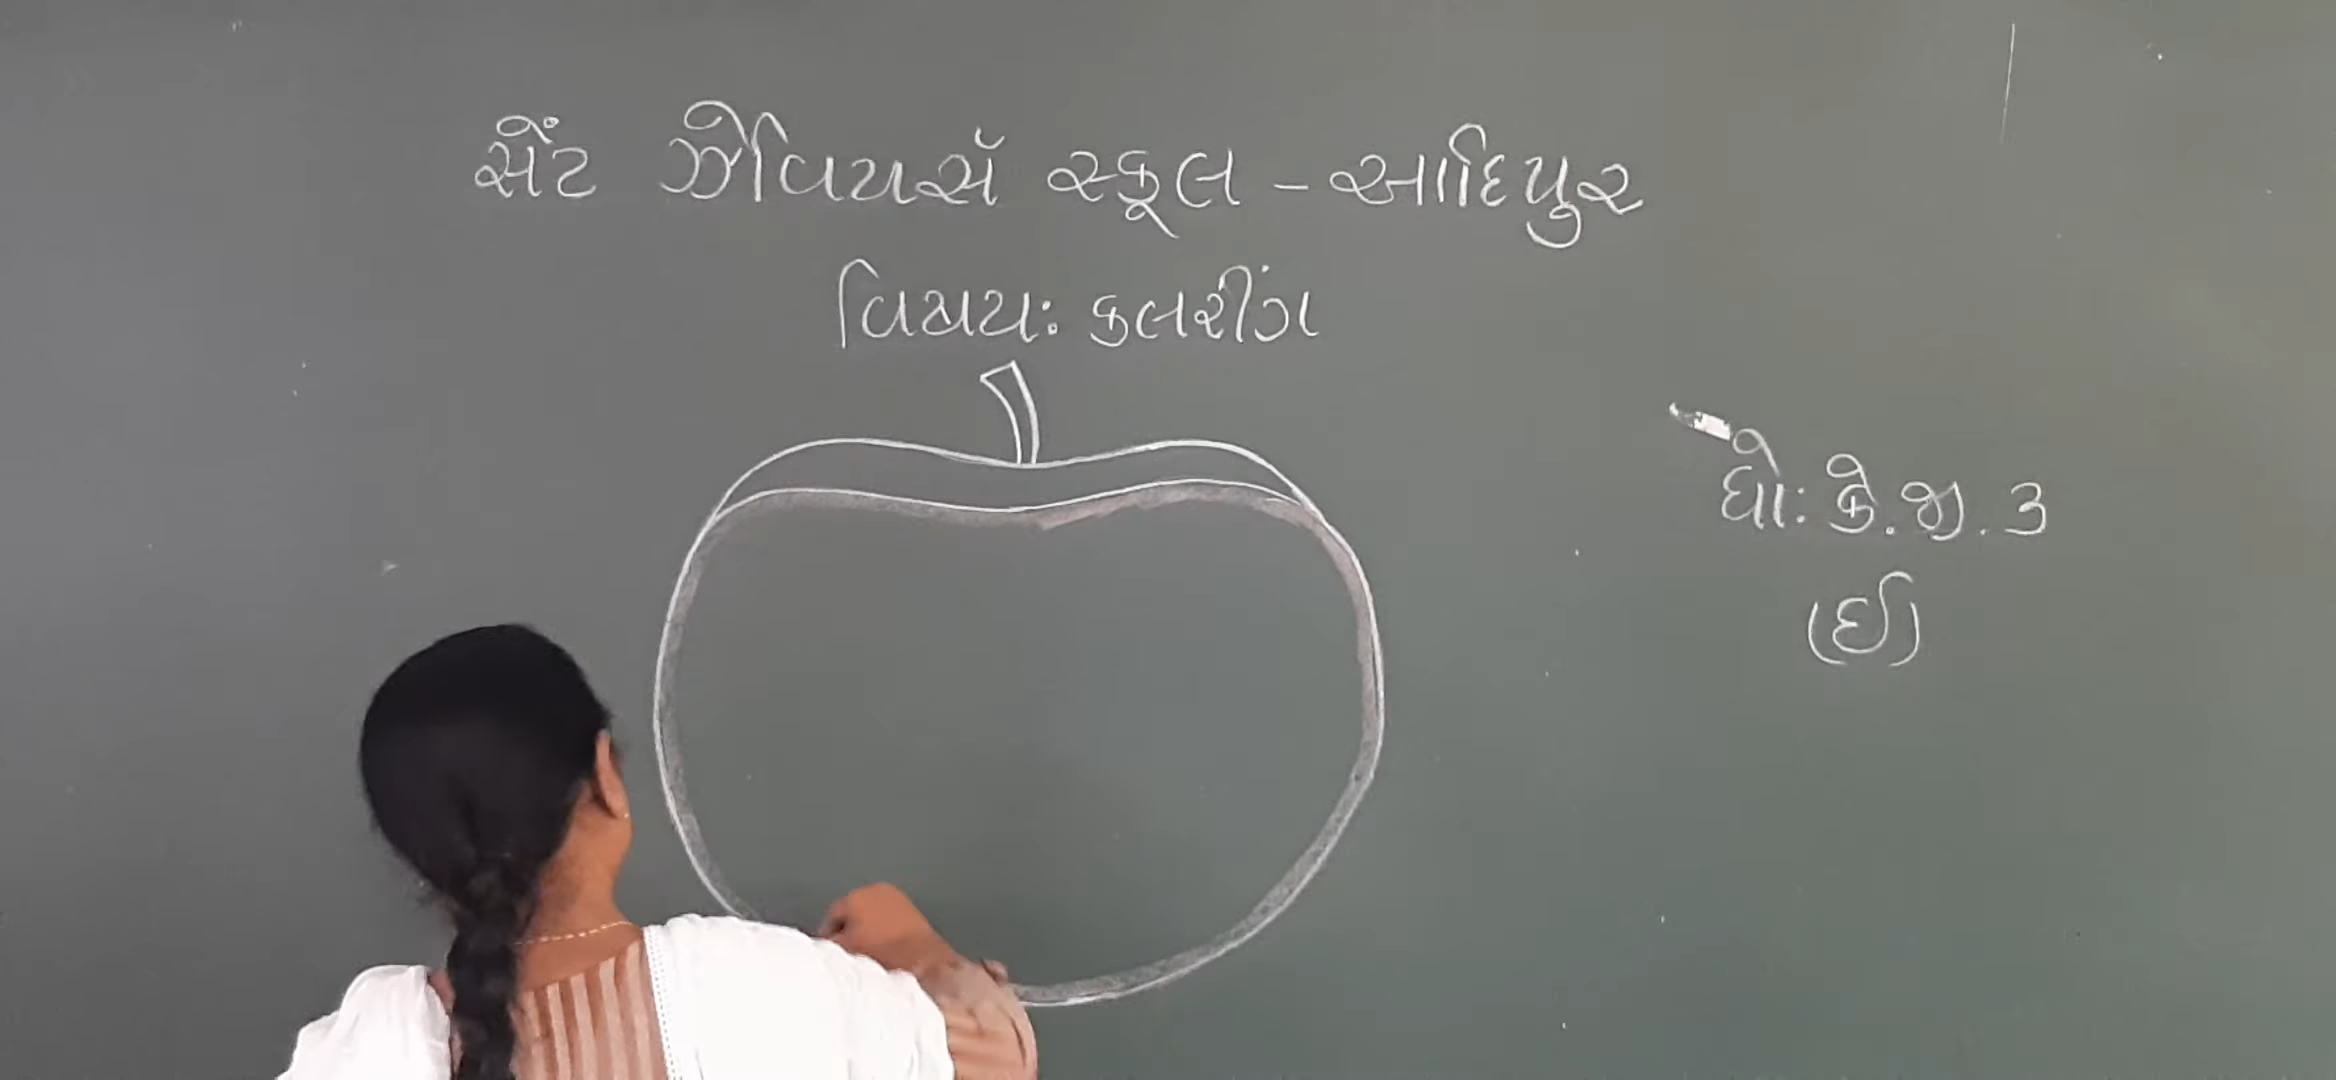 સેંટ ઝેવિયર્સ સ્કૂલ - આદિપુર
વિષય: કલરીંગ
ધો: કે.જી. 3
(ઈ)